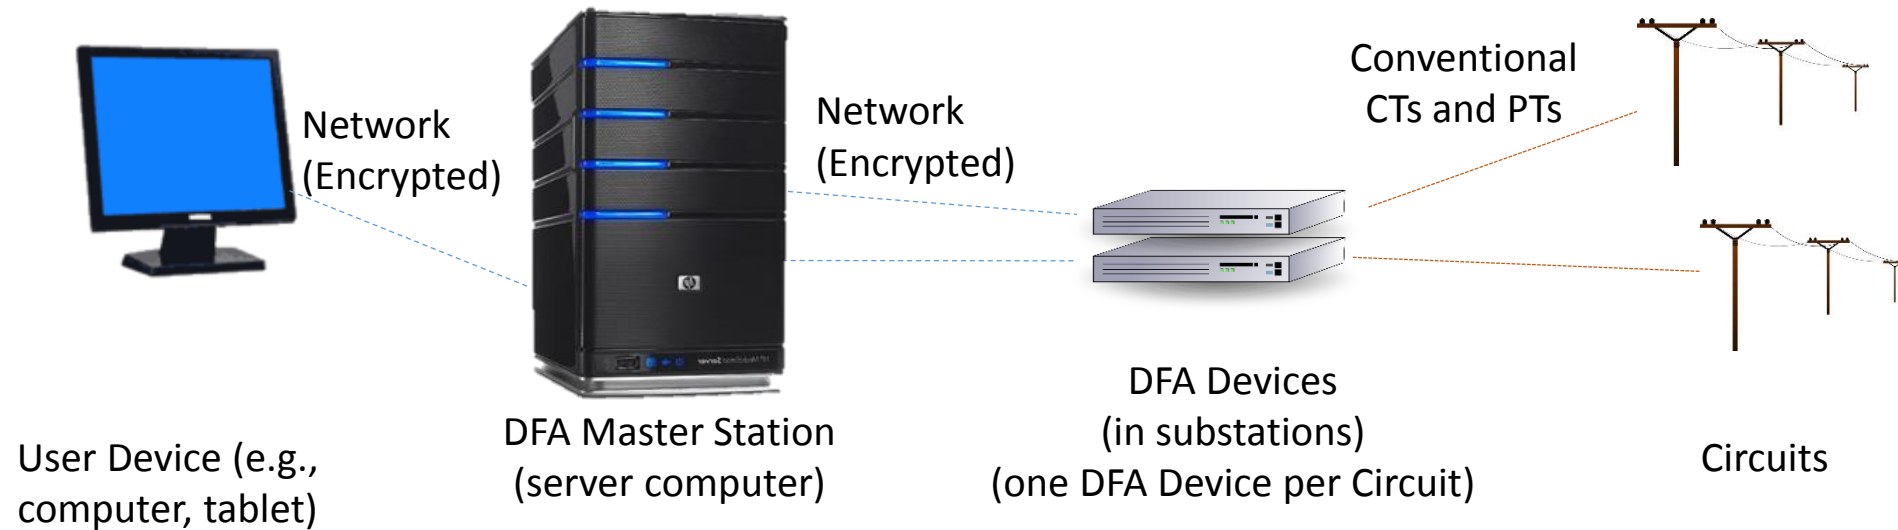 Network
(Encrypted)
Network
(Encrypted)
Conventional
CTs and PTs
User Device (e.g.,
computer, tablet)
DFA Master Station
(server computer)
DFA Devices
(in substations)
(one DFA Device per Circuit)
Circuits
hp